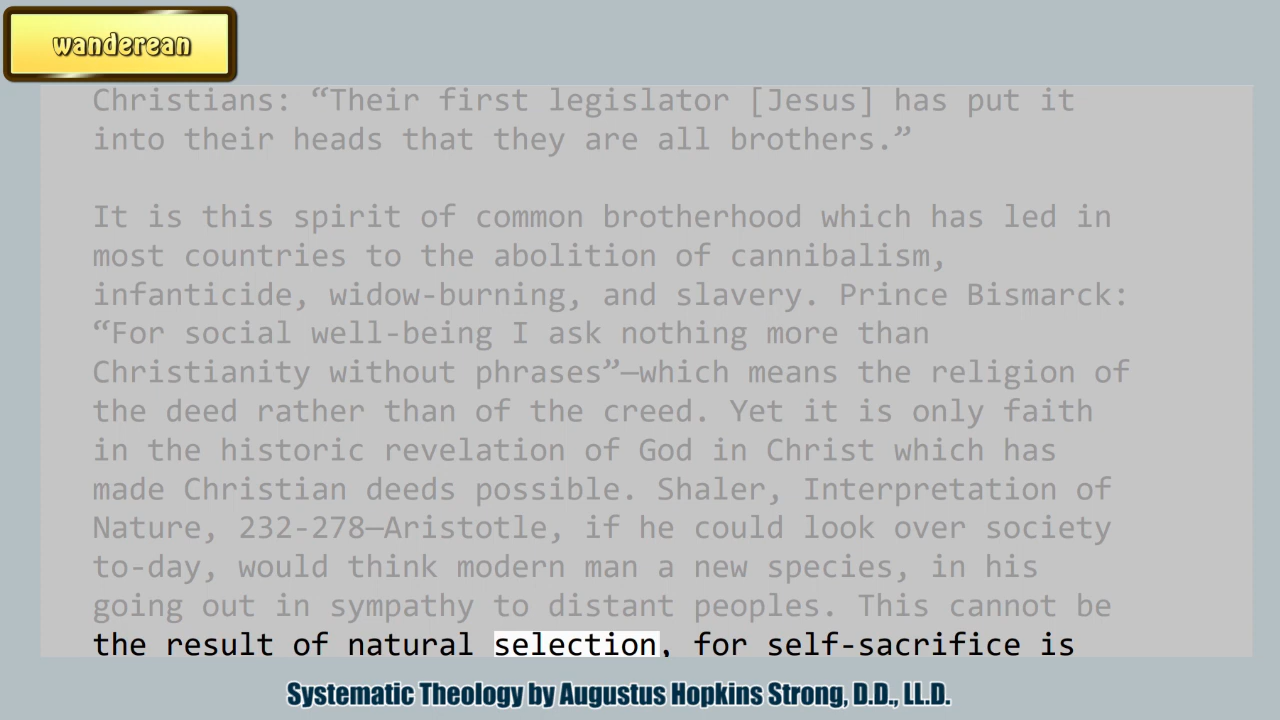 wanderean
Christians: “Their first legislator [Jesus] has put it
into their heads that they are all brothers.”
It is this spirit of common brotherhood which has led in
most countries to the abolition of cannibalism,
infanticide, widow-burning, and slavery. Prince Bismarck:
“For social well-being I ask nothing more than
Christianity without phrases”—which means the religion of
the deed rather than of the creed. Yet it is only faith
in the historic revelation of God in Christ which has
made Christian deeds possible. Shaler, Interpretation of
Nature, 232-278—Aristotle, if he could look over society
to-day, would think modern man a new species, in his
going out in sympathy to distant peoples. This cannot be
the result of natural selection, for self-sacrifice is
Systematic Theology by Augustus Hopkins Strong, D.D., LL.D.